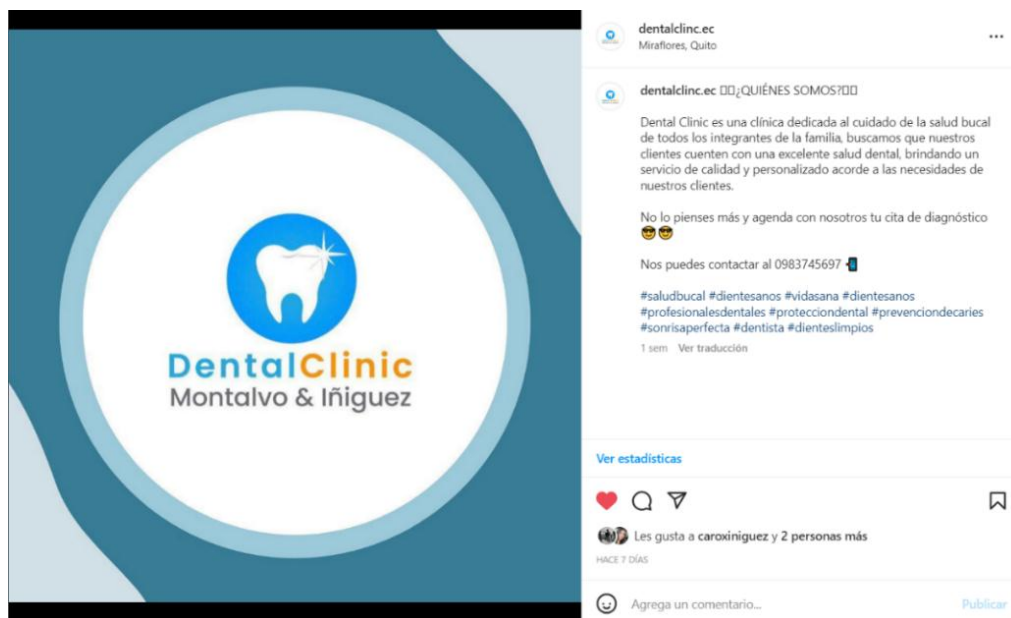 DentalClinic
Montalvo & Iñiguez
dentalclinc.ec
Miraflores, Quito
dentalclinc.ec ¿QUIÉNES SOMOS?
Dental Clinic es una clínica dedicada al cuidado de la salud bucal
de todos los integrantes de la familia, buscamos que nuestros
clientes cuenten con una excelente salud dental, brindando un
servicio de calidad y personalizado acorde a las necesidades de
nuestros clientes.
No lo pienses más y agenda con nosotros tu cita de diagnóstico
😎😎
Nos puedes contactar al 0983745697 📲
#saludbucal #dientesanos #vidasana #dientesanos
#profesionalesdentales #protecciondental #prevenciondecaries
#sonrisaperfecta #dentista #dienteslimpios
1 sem Ver traducción
Ver estadísticas
Les gusta a caroxiniguez y 2 personas más
HACE 7 DÍAS
Agrega un comentario... Publicar